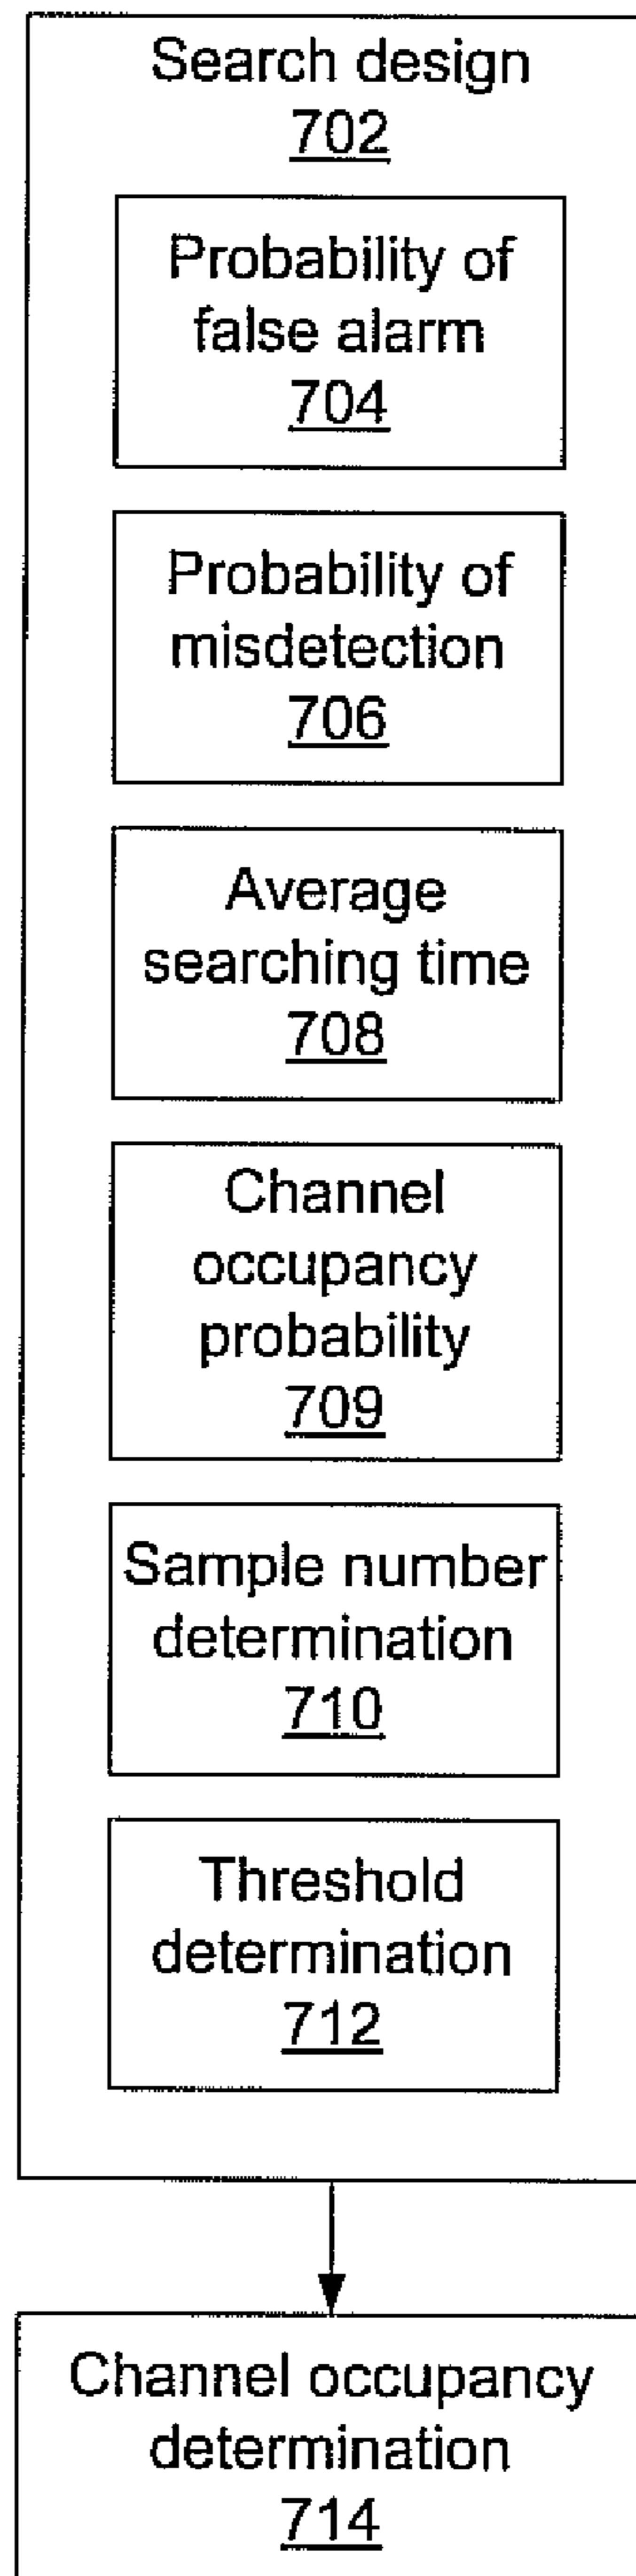 Search design
702
Probability of
false alarm
704
Probability of
misdetection
706
Average
searching time
708
Channel
occupancy
probability
709
Sample number
determination
710
Threshold
determination
712
Channel occupancy
determination
714